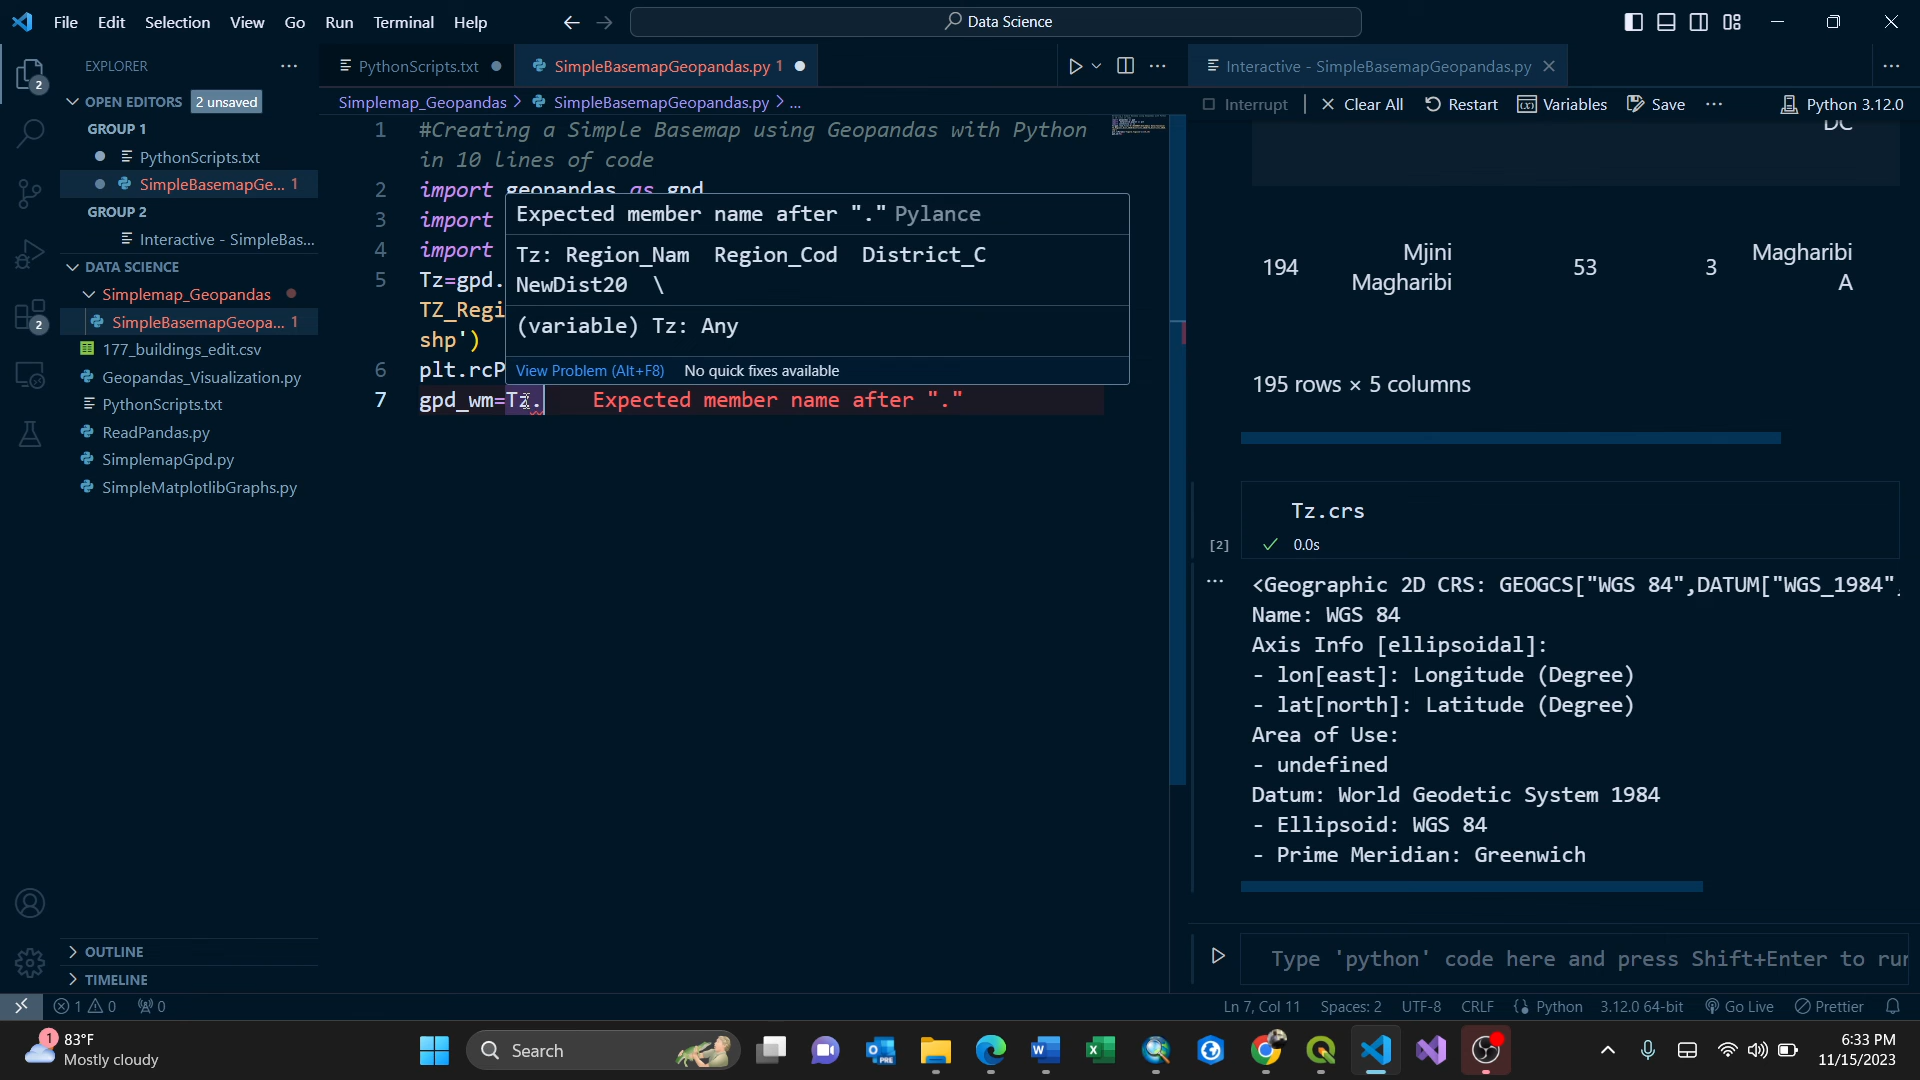 File Edit Selection View Go Run Terminal Help
Data Science
EXPLORER
OPEN EDITORS 2 unsaved
GROUP 1
PythonScripts.txt
SimpleBasemapGe... 1
GROUP 2
Interactive - SimpleBas...
DATA SCIENCE
Simplemap_Geopandas
SimpleBasemapGeopa... 1
177_buildings_edit.csv
Geopandas_Visualization.py
PythonScripts.txt
ReadPandas.py
SimplemapGpd.py
SimpleMatplotlibGraphs.py
OUTLINE
TIMELINE
2
2
PythonScripts.txt
SimpleBasemapGeopandas.py 1
Simplemap_Geopandas > SimpleBasemapGeopandas.py > ...
1 #Creating a Simple Basemap using Geopandas with Python
in 10 lines of code
2 import geopandas as gpd
3 import
4 import
5 Tz=gpd.
TZ_Regi
shp')
6 plt.rcP
7 gpd_wm=Tz. Expected member name after "."
Expected member name after "." Pylance
Tz: Region_Nam Region_Cod District_C
NewDist20 \
(variable) Tz: Any
View Problem (Alt+F8) No quick fixes available
Interactive - SimpleBasemapGeopandas.py
Interrupt Clear All Restart Variables Save ... Python 3.12.0
DC
194 Mjini Magharibi 53 3 Magharibi A
195 rows × 5 columns
Tz.crs
[2] 0.0s
<Geographic 2D CRS: GEOGCS["WGS 84",DATUM["WGS_1984",
Name: WGS 84
Axis Info [ellipsoidal]:
- lon[east]: Longitude (Degree)
- lat[north]: Latitude (Degree)
Area of Use:
- undefined
Datum: World Geodetic System 1984
- Ellipsoid: WGS 84
- Prime Meridian: Greenwich
Type 'python' code here and press Shift+Enter to rur
1 0 0
Ln 7, Col 11 Spaces: 2 UTF-8 CRLF Python 3.12.0 64-bit Go Live Prettier
1 83°F
Mostly cloudy
Search
PRE
6:33 PM
11/15/2023